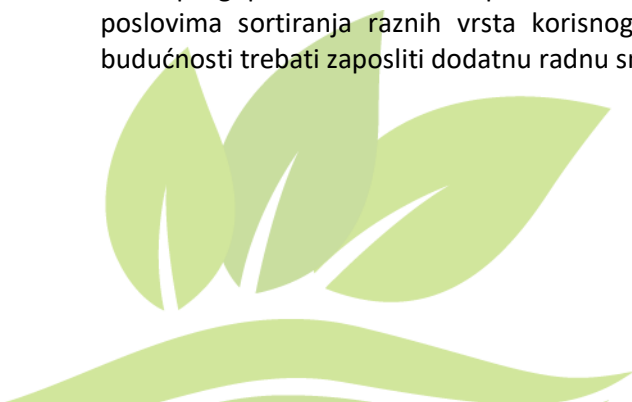 poslovima sortiranja raznih vrsta korisnog
budućnosti trebati zaposliti dodatnu radnu